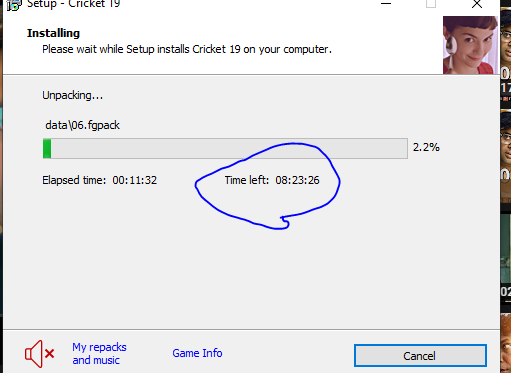 Setup - Cricket 19
Installing
Please wait while Setup installs Cricket 19 on your computer.
Unpacking...
data\06.fgpack
2.2%
Elapsed time: 00:11:32 Time left: 08:23:26
My repacks
and music
Game Info
Cancel